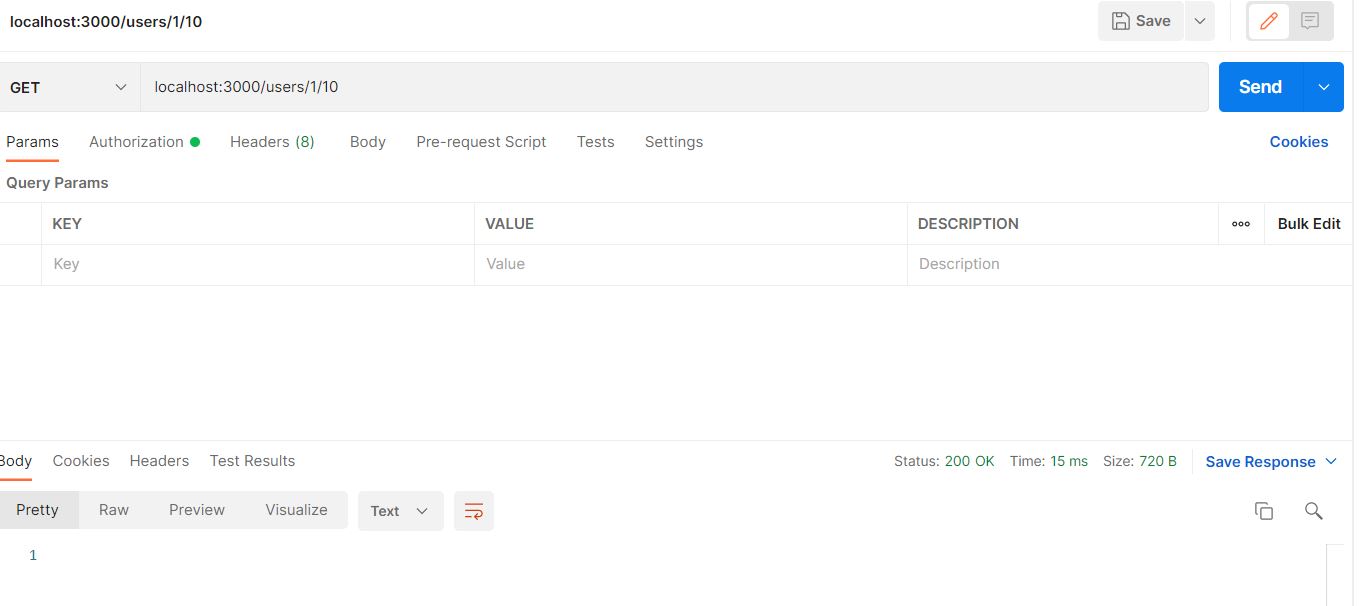 localhost:3000/users/1/10
Save
GET
localhost:3000/users/1/10
Send
Params Authorization Headers (8) Body Pre-request Script Tests Settings Cookies
Query Params
KEY VALUE DESCRIPTION ooo Bulk Edit
Key Value Description
Body Cookies Headers Test Results Status: 200 OK Time: 15 ms Size: 720 B Save Response
Pretty Raw Preview Visualize Text
1